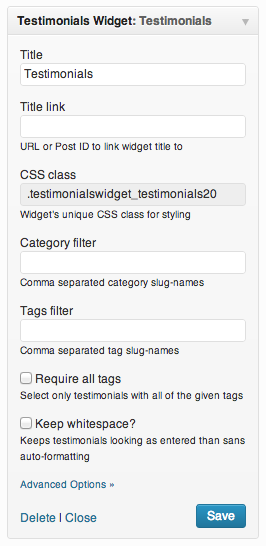 Testimonials Widget: Testimonials
Title
Testimonials
Title link
URL or Post ID to link widget title to
CSS class
.testimonialswidget_testimonials20
Widget's unique CSS class for styling
Category filter
Comma separated category slug-names
Tags filter
Comma separated tag slug-names
Require all tags
Select only testimonials with all of the given tags
Keep whitespace?
Keeps testimonials looking as entered than sans
auto-formatting
Advanced Options »
Delete | Close Save